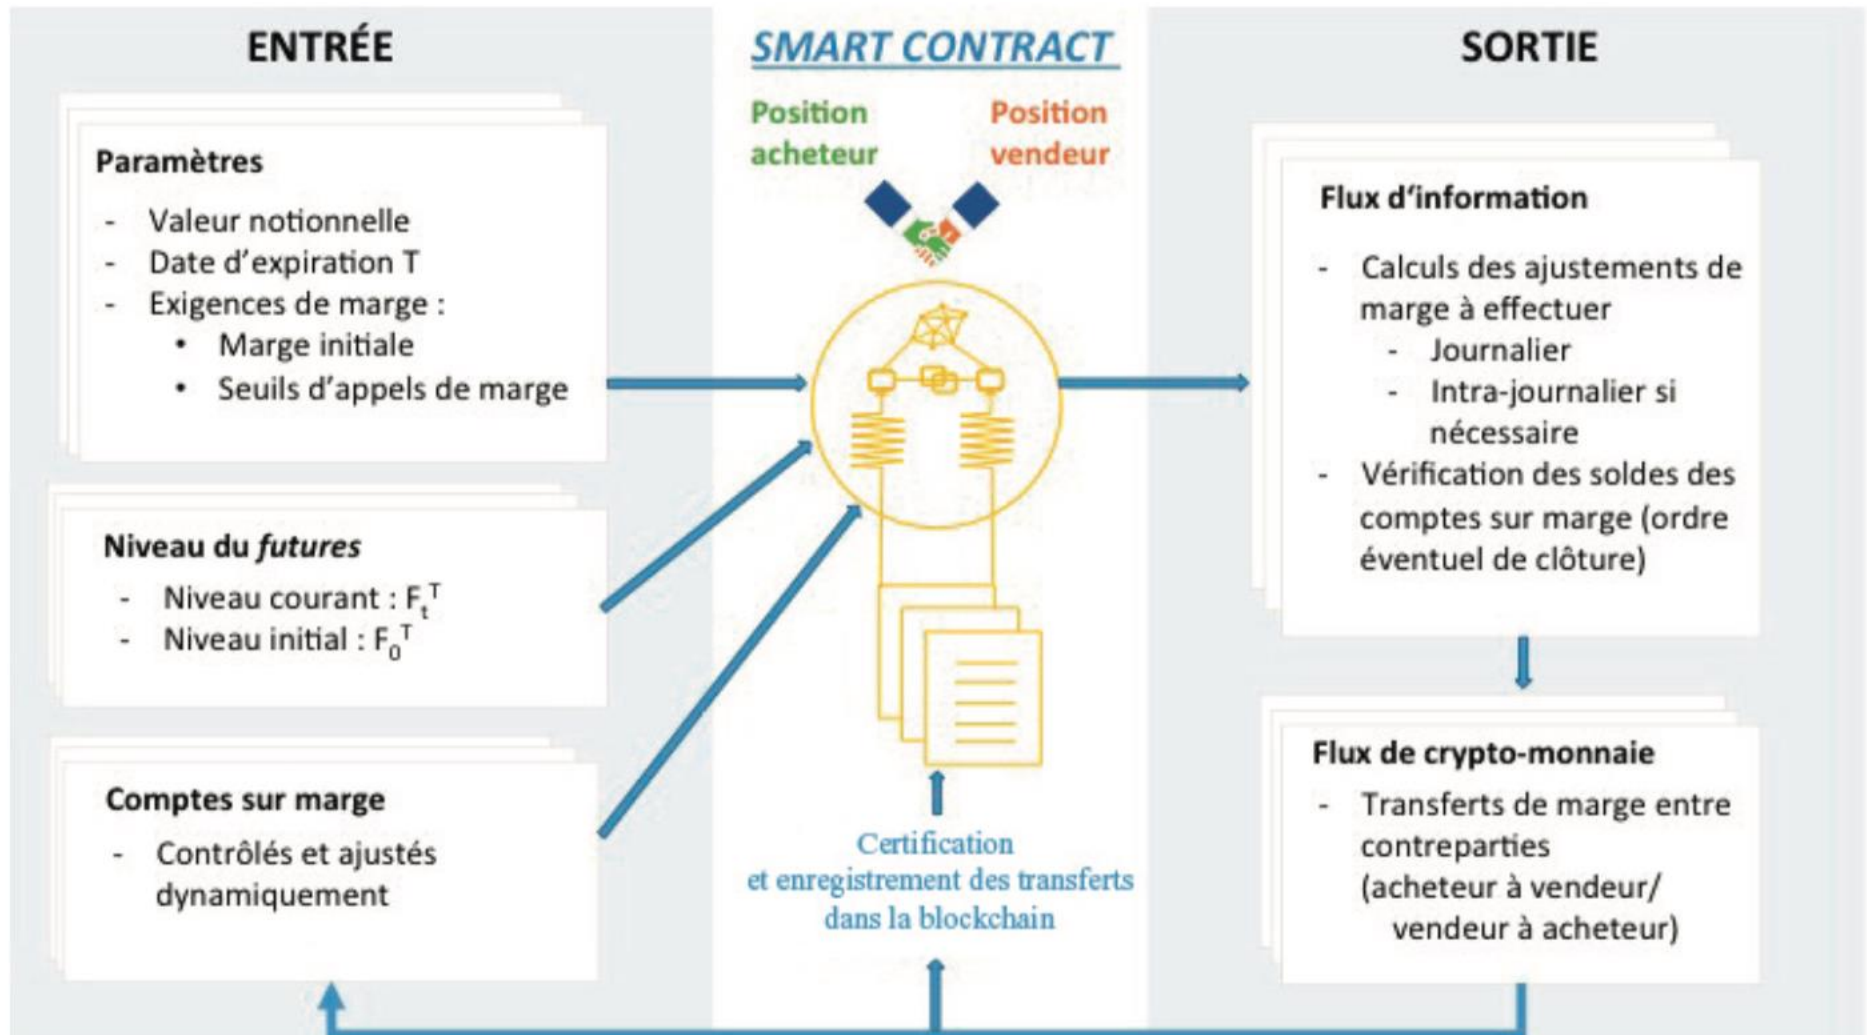 ENTRÉE
Paramètres
- Valeur notionnelle
- Date d'expiration T
- Exigences de marge :
• Marge initiale
• Seuils d'appels de marge
Niveau du futures
- Niveau courant : Fₜᵀ
- Niveau initial : F₀ᵀ
Comptes sur marge
- Contrôlés et ajustés
dynamiquement
SMART CONTRACT
Position
acheteur
Position
vendeur
Certification
et enregistrement des transferts
dans la blockchain
SORTIE
Flux d'information
- Calculs des ajustements de
marge à effectuer
- Journalier
- Intra-journalier si
nécessaire
- Vérification des soldes des
comptes sur marge (ordre
éventuel de clôture)
Flux de crypto-monnaie
- Transferts de marge entre
contreparties
(acheteur à vendeur/
vendeur à acheteur)